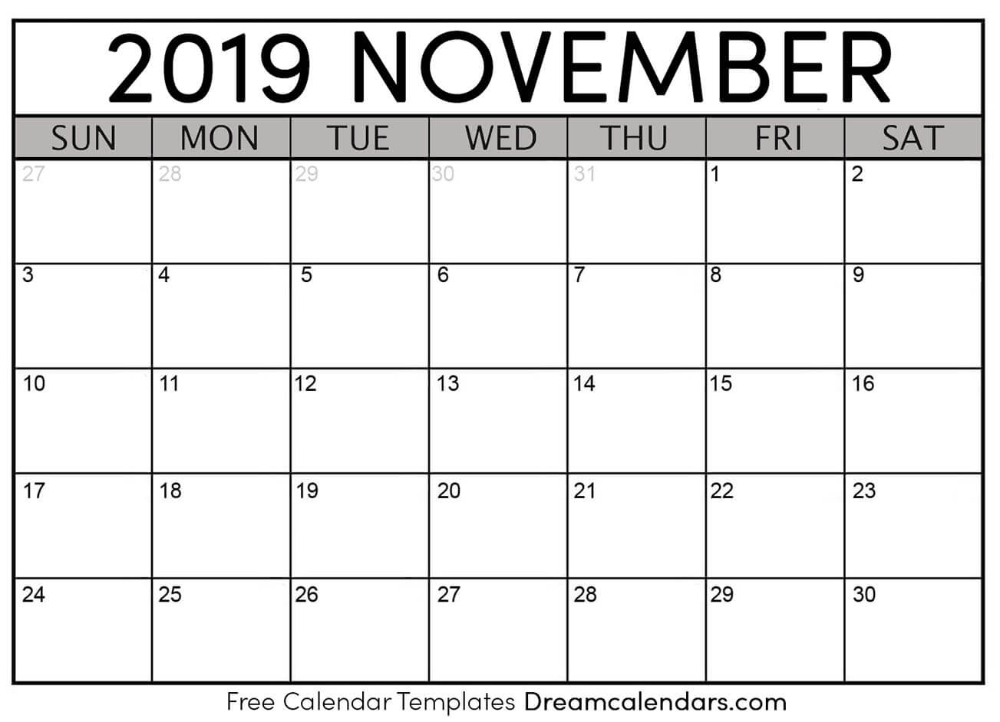 2019 NOVEMBER
SUN MON TUE WED THU FRI SAT
27 28 29 30 31 1 2
3 4 5 6 7 8 9
10 11 12 13 14 15 16
17 18 19 20 21 22 23
24 25 26 27 28 29 30
Free Calendar Templates Dreamcalendars.com